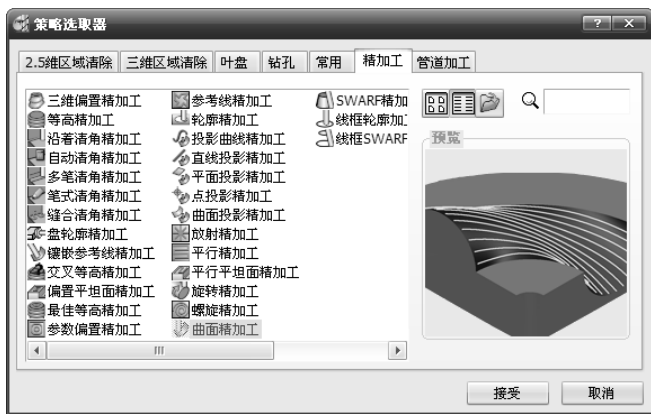 策略选取器
2.5维区域清除 三维区域清除 叶盘 钻孔 常用 精加工 管道加工
三维偏置精加工
等高精加工
沿着清角精加工
自动清角精加工
多笔清角精加工
笔式清角精加工
缝合清角精加工
盘轮廓精加工
镶嵌参考线精加工
交叉等高精加工
偏置平坦面精加工
最佳等高精加工
参数偏置精加工
参考线精加工
轮廓精加工
投影曲线精加工
直线投影精加工
平面投影精加工
点投影精加工
曲面投影精加工
放射精加工
平行精加工
平行平坦面精加工
旋转精加工
螺旋精加工
曲面精加工
SWARF精加
线框轮廓加
线框SWARF
预览
接受 取消